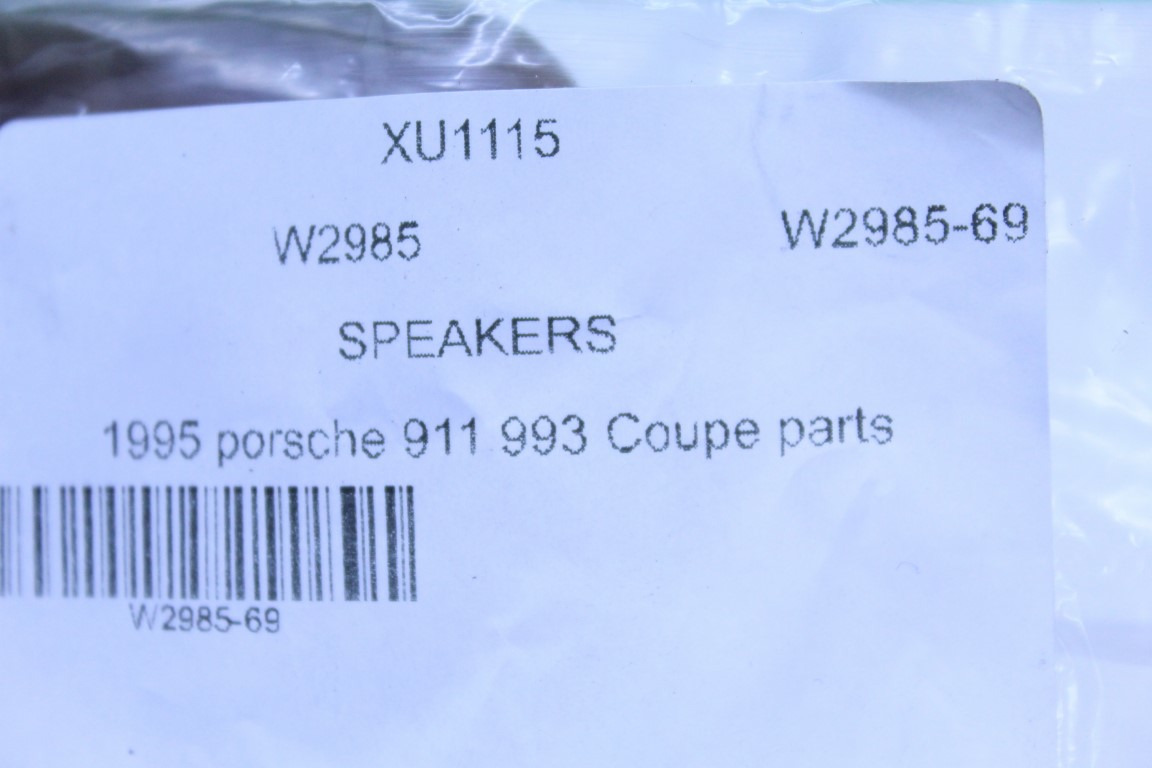 XU1115
W2985 W2985-69
SPEAKERS
1995 porsche 911 993 Coupe parts
W2985-69